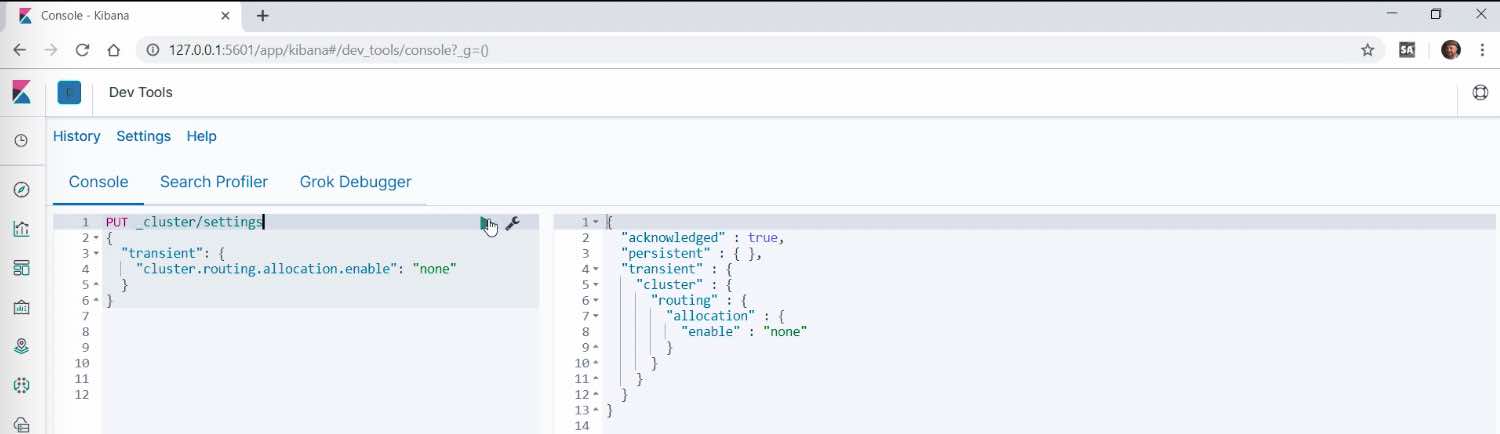 Console - Kibana
127.0.0.1:5601/app/kibana#/dev_tools/console?_g=()
SA
Dev Tools
History Settings Help
Console Search Profiler Grok Debugger
1 PUT _cluster/settings
2 {
3 "transient": {
4 "cluster.routing.allocation.enable": "none"
5 }
6 }
7
8
9
10
11
12
1 {
2 "acknowledged" : true,
3 "persistent" : { },
4 "transient" : {
5 "cluster" : {
6 "routing" : {
7 "allocation" : {
8 "enable" : "none"
9 }
10 }
11 }
12 }
13 }
14